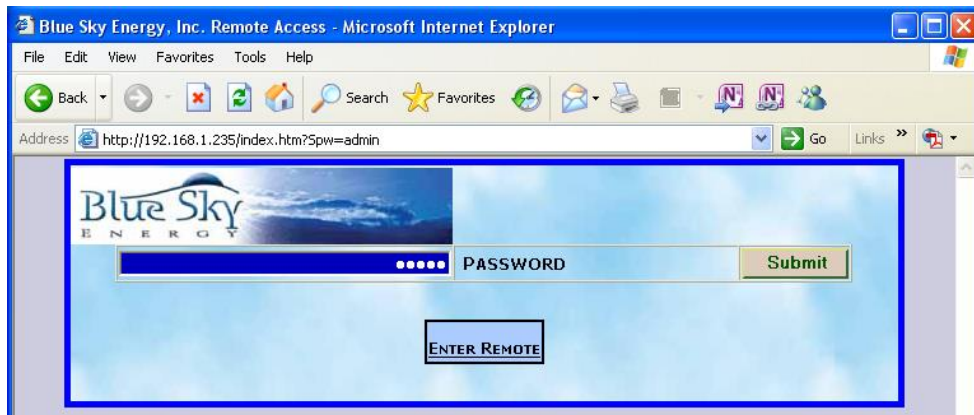 Blue Sky Energy, Inc. Remote Access - Microsoft Internet Explorer
File Edit View Favorites Tools Help
Back Search Favorites
Address http://192.168.1.235/index.htm?Spw=admin Go Links »
Blue Sky
ENERGY
••••• PASSWORD Submit
ENTER REMOTE